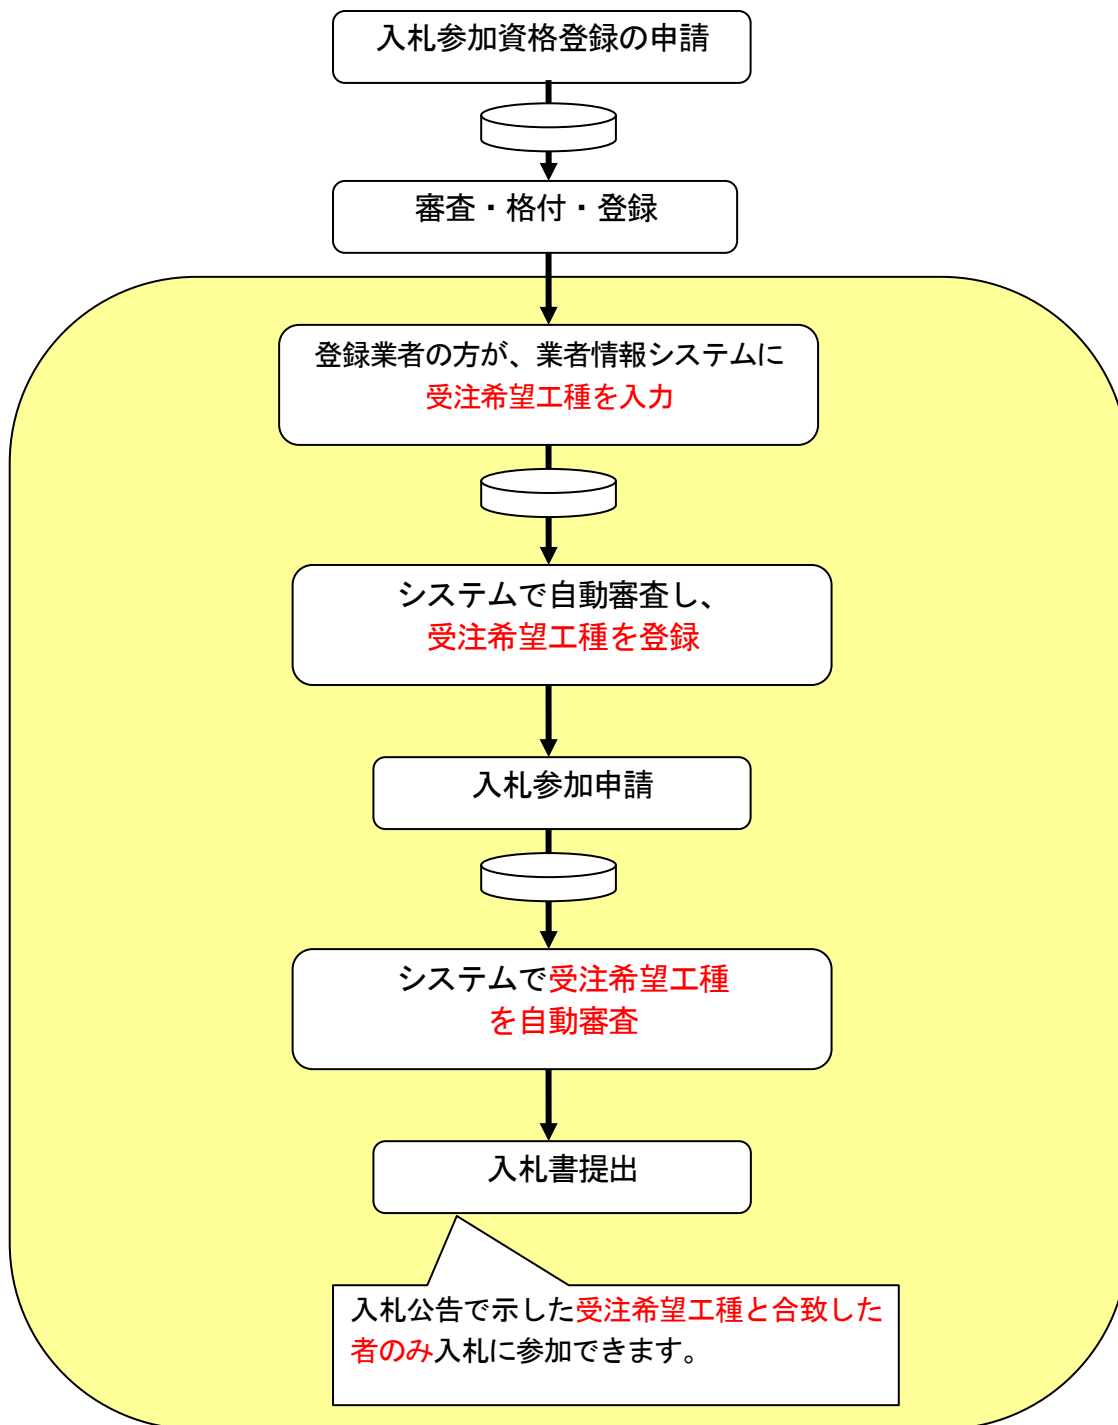 入札参加資格登録の申請
審査・格付・登録
登録業者の方が、業者情報システムに
受注希望工種を入力
システムで自動審査し、
受注希望工種を登録
入札参加申請
システムで受注希望工種
を自動審査
入札書提出
入札公告で示した受注希望工種と合致した
者のみ入札に参加できます。